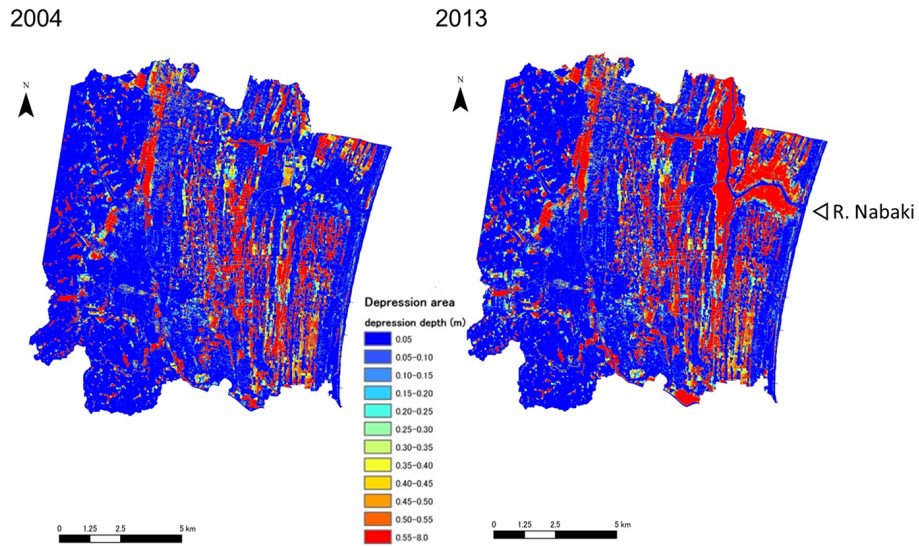 2004
2013
N
N
R. Nabaki
Depression area
depression depth (m)
0.05
0.05-0.10
0.10-0.15
0.15-0.20
0.20-0.25
0.25-0.30
0.30-0.35
0.35-0.40
0.40-0.45
0.45-0.50
0.50-0.55
0.55-8.0
0 1.25 2.5 5 km
0 1.25 2.5 5 km